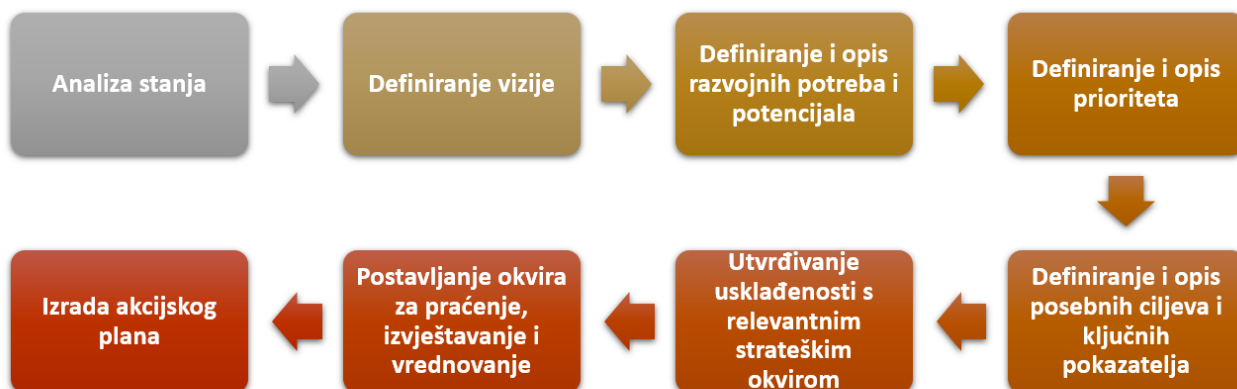 Analiza stanja
Definiranje vizije
Definiranje i opis
razvojnih potreba i
potencijala
Definiranje i opis
prioriteta
Definiranje i opis
posebnih ciljeva i
ključnih
pokazatelja
Utvrđivanje
usklađenosti s
relevantnim
strateškim
okvirom
Postavljanje okvira
za praćenje,
izvještavanje i
vrednovanje
Izrada akcijskog
plana